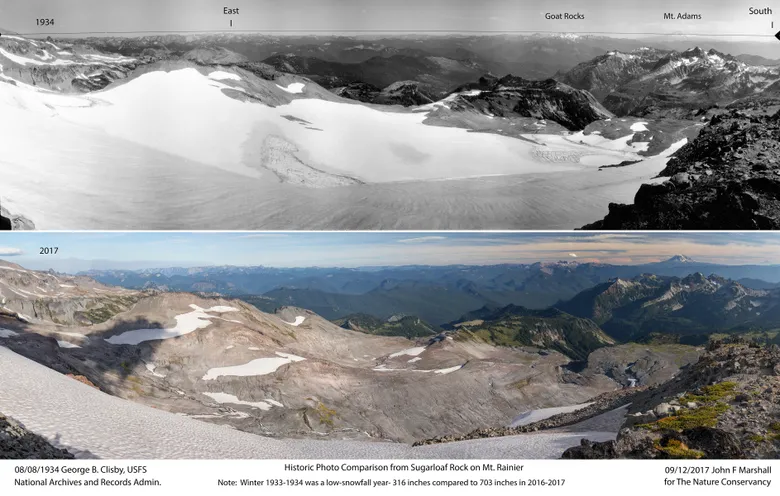 1934
East
Goat Rocks
Mt. Adams
South
2017
08/08/1934 George B. Clisby, USFS
National Archives and Records Admin.
Historic Photo Comparison from Sugarloaf Rock on Mt. Rainier
Note: Winter 1933-1934 was a low-snowfall year- 316 inches compared to 703 inches in 2016-2017
09/12/2017 John F Marshall
for The Nature Conservancy